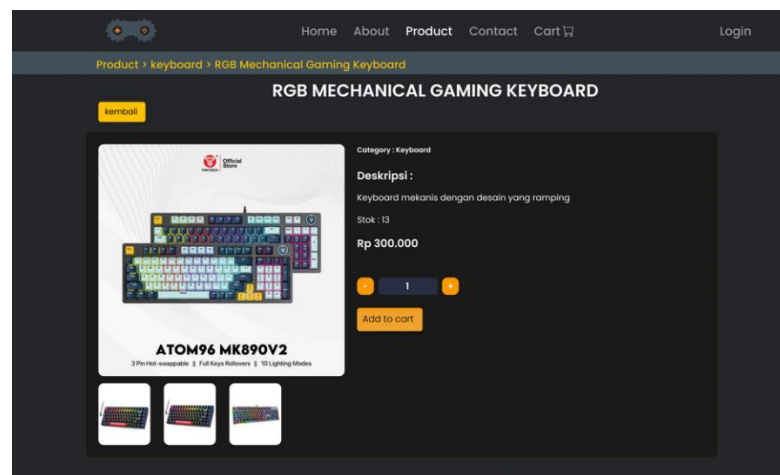 Home About Product Contact Cart Login
Product > keyboard > RGB Mechanical Gaming Keyboard
RGB MECHANICAL GAMING KEYBOARD
kembali
Official
Store
Category : Keyboard
Deskripsi :
Keyboard mekanis dengan desain yang ramping
Stok : 13
Rp 300.000
- 1 +
Add to cart
ATOM96 MK890V2
3 Pin Hot-swappable || Full Keys Rollovers || 10 Lighting Modes